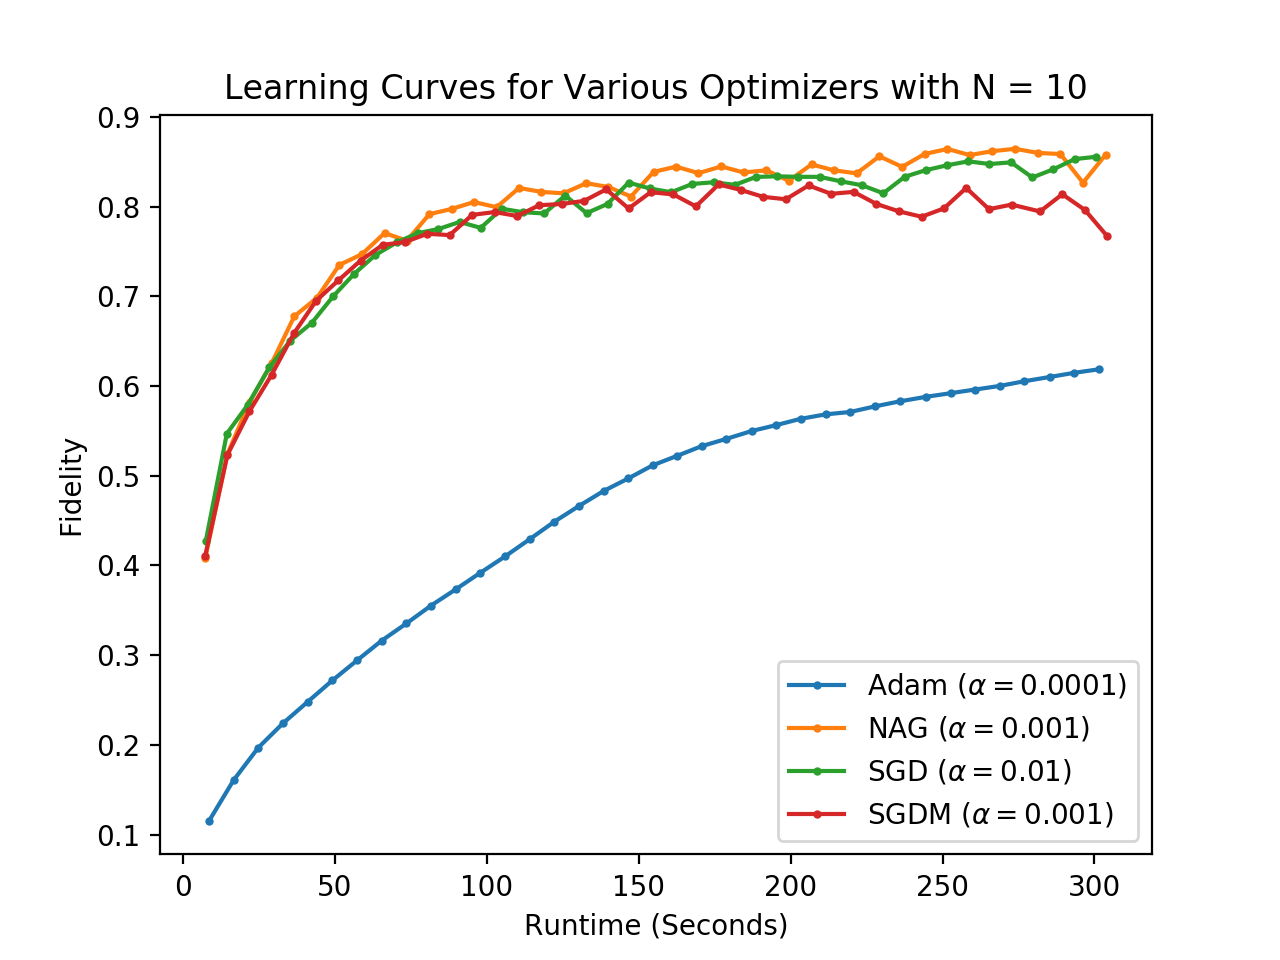 Learning Curves for Various Optimizers with N = 10
0.9
0.8
0.7
0.6
0.5
0.4
0.3
0.2
0.1
Fidelity
Adam (α = 0.0001)
NAG (α = 0.001)
SGD (α = 0.01)
SGDM (α = 0.001)
0 50 100 150 200 250 300
Runtime (Seconds)